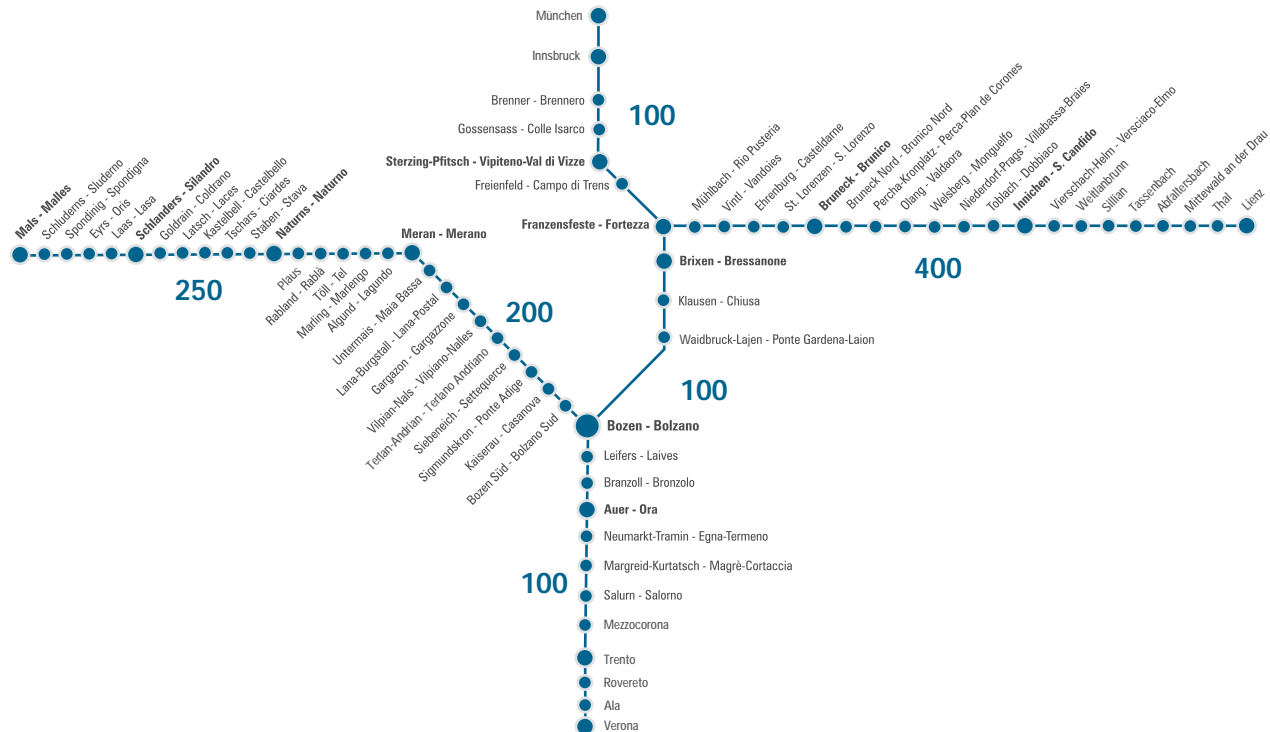 München
Innsbruck
Brenner - Brennero
100
Gossensass - Colle Isarco
Sterzing-Pfitsch - Vipiteno-Val di Vizze
Freienfeld - Campo di Trens
Franzensfeste - Fortezza
Mühlbach - Rio Pusteria
Vintl - Vandoies
Ehrenburg - Casteldarne
St. Lorenzen - S. Lorenzo
Bruneck - Brunico
Bruneck Nord - Brunico Nord
Percha-Kronplatz - Perca-Plan de Corones
Olang - Valdaora
Welsberg - Monguelfo
Niederdorf-Prags - Villabassa-Braies
Toblach - Dobbiaco
Innichen - S. Candido
Vierschach-Helm - Versciaco-Elmo
Weitlanbrunn
Sillian
Tassenbach
Abfaltersbach
Mittewald an der Drau
Thal
Lienz
400
Mals - Malles
Schluderns - Sluderno
Spondinig - Spondigna
Eyrs - Oris
Laas - Lasa
Schlanders - Silandro
Goldrain - Coldrano
Latsch - Laces
Kastelbell - Castelbello
Tschars - Ciardes
Staben - Stava
Naturns - Naturno
Plaus
Rabland - Rablà
Töll - Tel
Marling - Marlengo
Algund - Lagundo
Meran - Merano
250
Untermais - Maia Bassa
Lana-Burgstall - Lana-Postal
Gargazon - Gargazzone
Vilpian-Nals - Vilpiano-Nalles
Terlan-Andrian - Terlano Andriano
Siebeneich - Settequerce
Sigmundskron - Ponte Adige
Kaiserau - Casanova
Bozen Süd - Bolzano Sud
200
Brixen - Bressanone
Klausen - Chiusa
Waidbruck-Lajen - Ponte Gardena-Laion
100
Bozen - Bolzano
Leifers - Laives
Branzoll - Bronzolo
Auer - Ora
Neumarkt-Tramin - Egna-Termeno
Margreid-Kurtatsch - Magrè-Cortaccia
100
Salurn - Salorno
Mezzocorona
Trento
Rovereto
Ala
Verona